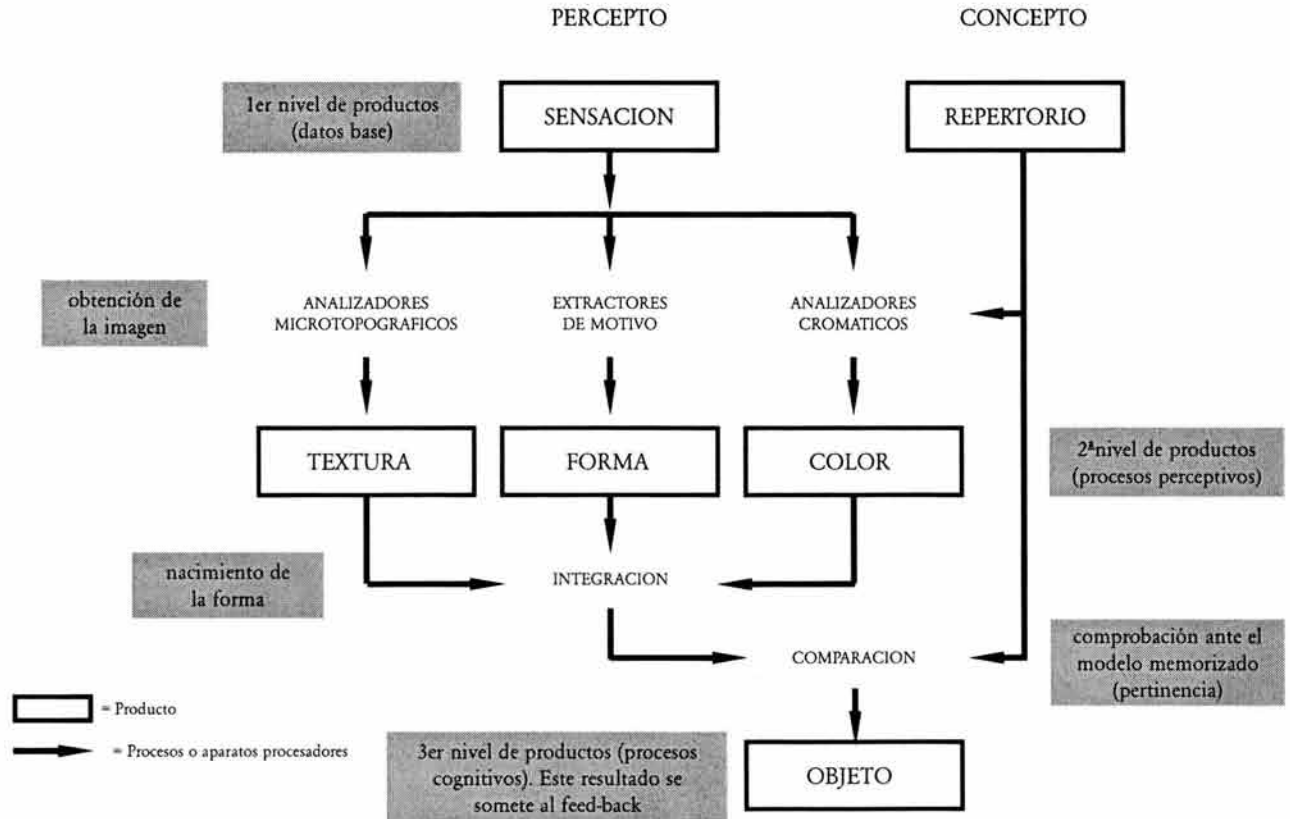 PERCEPTO
CONCEPTO
1er nivel de productos
(datos base)
SENSACION
REPERTORIO
obtención de
la imagen
ANALIZADORES
MICROTOPOGRAFICOS
EXTRACTORES
DE MOTIVO
ANALIZADORES
CROMATICOS
TEXTURA
FORMA
COLOR
2ªnivel de productos
(procesos perceptivos)
nacimiento de
la forma
INTEGRACION
COMPARACION
comprobación ante el
modelo memorizado
(pertinencia)
= Producto
= Procesos o aparatos procesadores
3er nivel de productos (procesos
cognitivos). Este resultado se
somete al feed-back
OBJETO